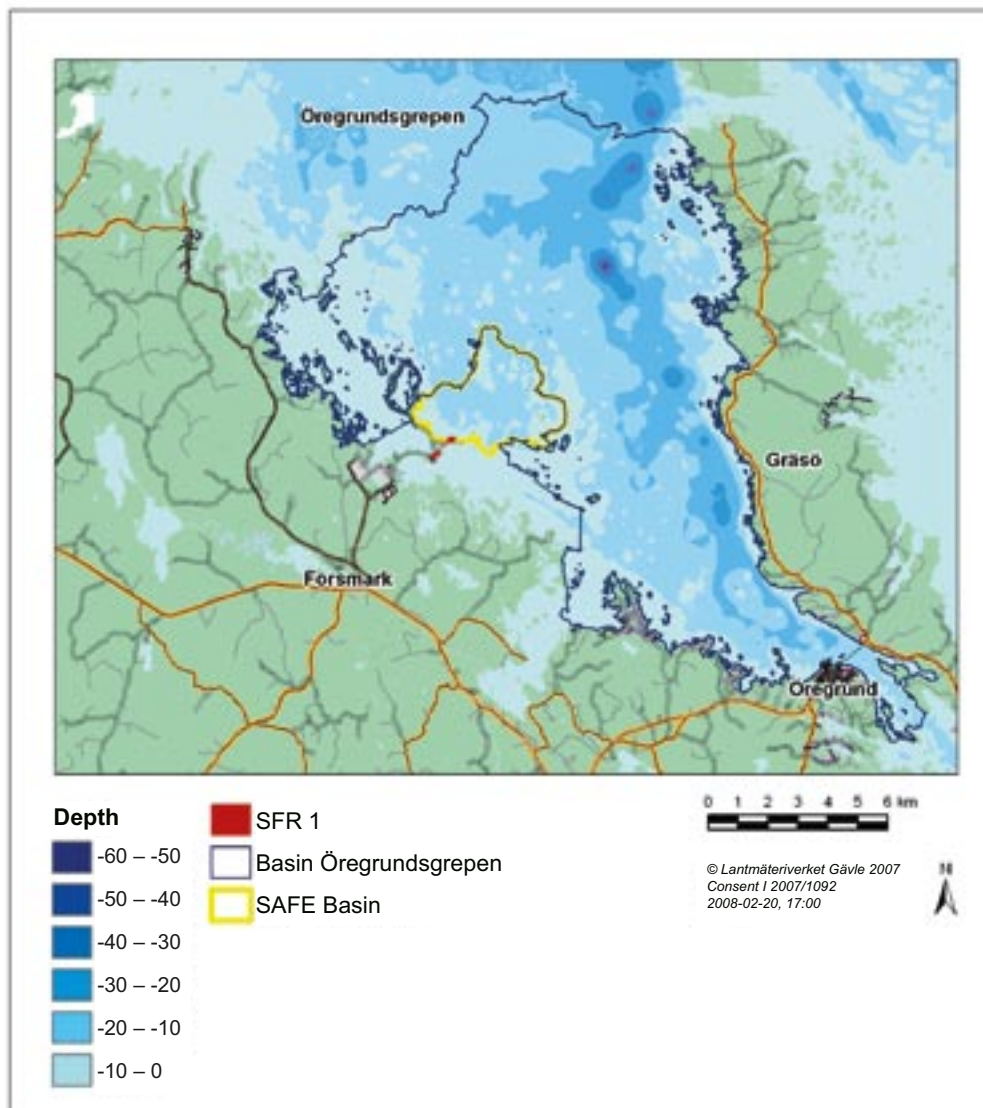 Öregrundsgrepen
Gräsö
Forsmark
Öregrund
Depth
-60 – -50
-50 – -40
-40 – -30
-30 – -20
-20 – -10
-10 – 0
SFR 1
Basin Öregrundsgrepen
SAFE Basin
0 1 2 3 4 5 6 km
© Lantmäteriverket Gävle 2007
Consent I 2007/1092
2008-02-20, 17:00
N